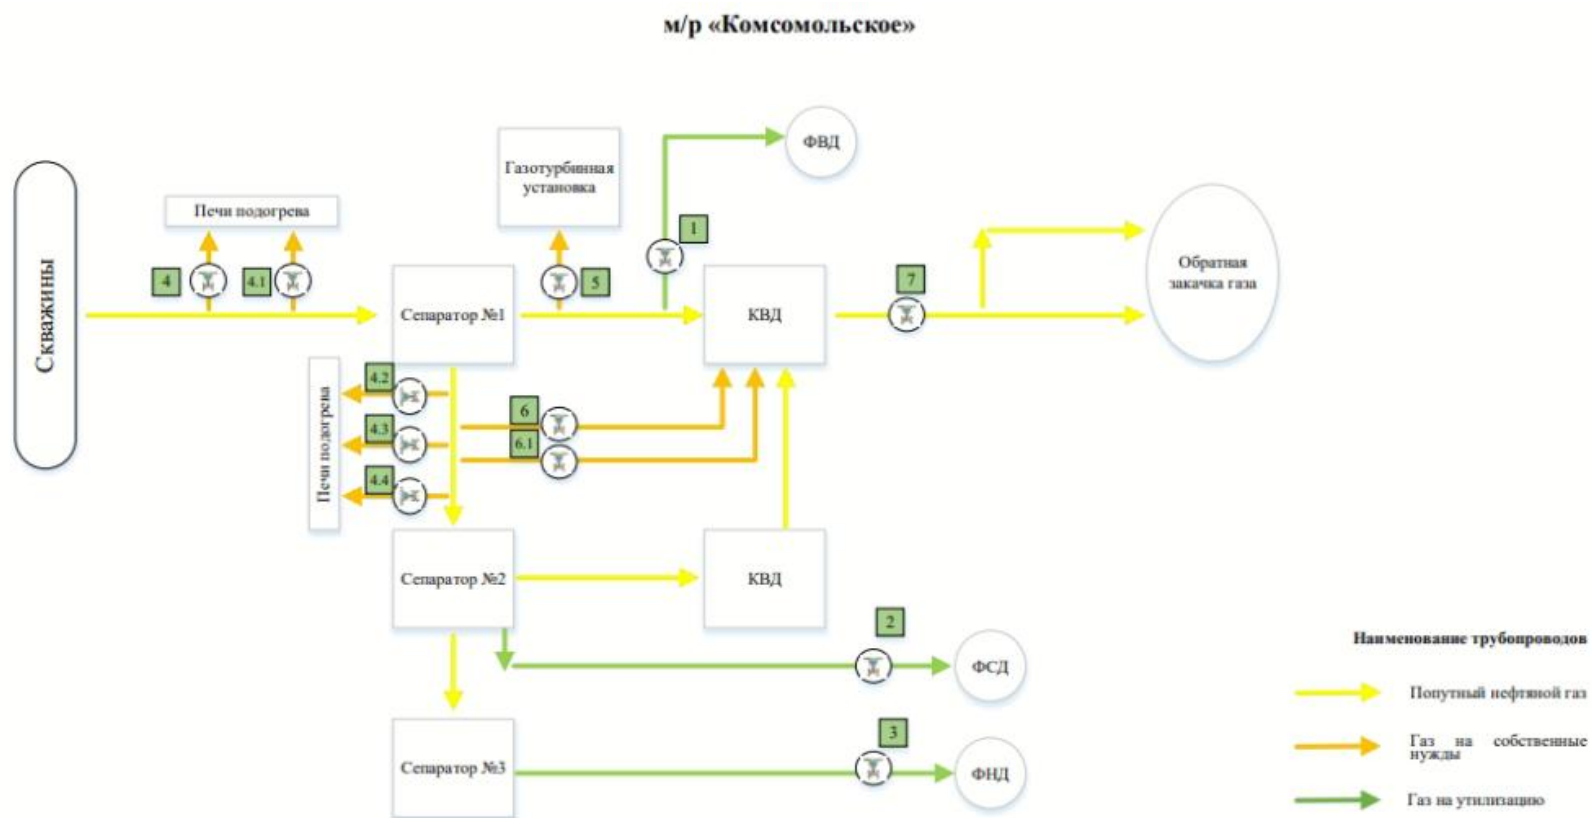 м/р «Комсомольское»
ФВД
Газотурбинная
установка
Печи подогрева
1
4
4.1
5
7
Скважины
Сепаратор №1
КВД
Обратная
закачка газа
4.2
4.3
4.4
Печи подогрева
6
6.1
Сепаратор №2
КВД
2
ФСД
3
Сепаратор №3
ФНД
Наименование трубопроводов
Попутный нефтяной газ
Газ на собственные
нужды
Газ на утилизацию